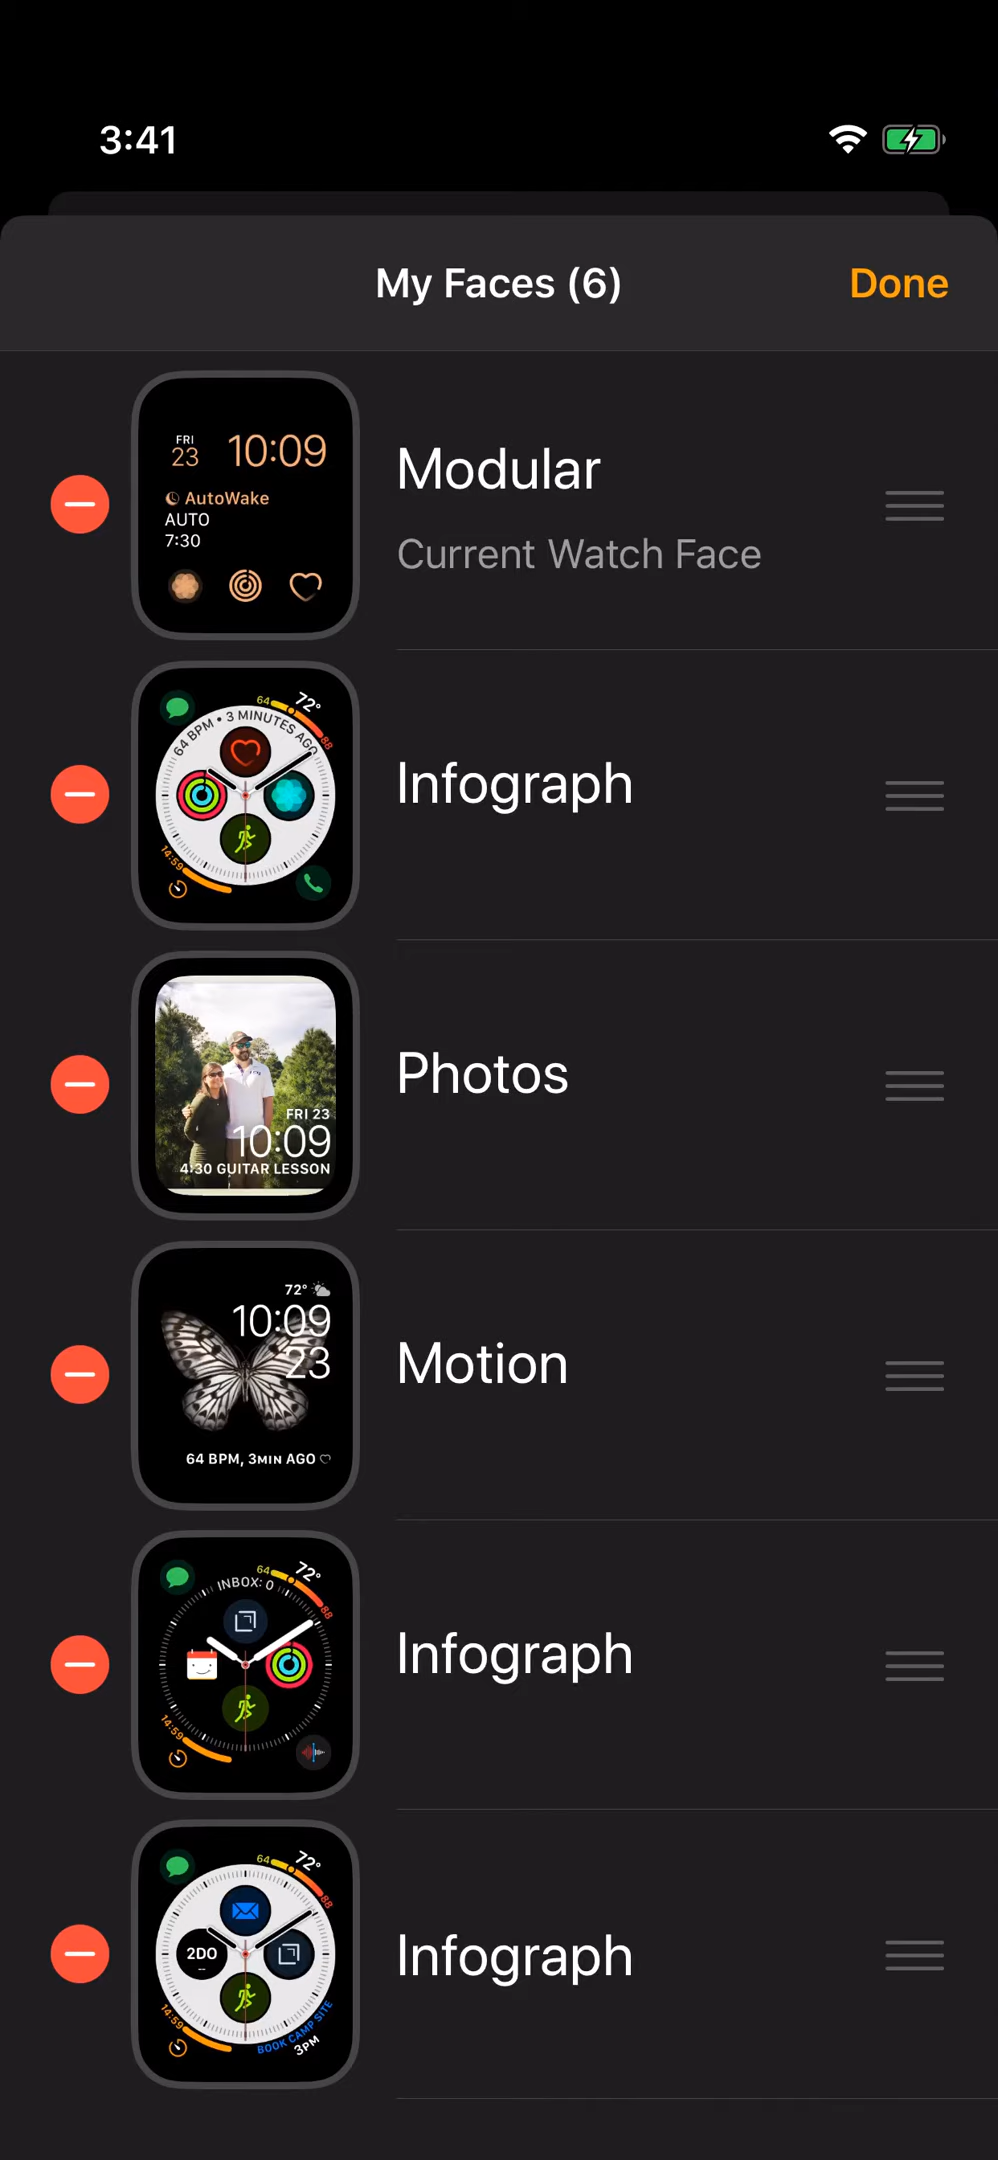 3:41
My Faces (6)
Done
FRI
23
10:09
AutoWake
AUTO
7:30
Modular
Current Watch Face
64
72°
88
64 BPM • 3 MINUTES AGO
14:59
Infograph
FRI 23
10:09
4:30 GUITAR LESSON
Photos
72°
10:09
23
64 BPM, 3MIN AGO
Motion
64
72°
88
INBOX: 0
14:59
Infograph
64
72°
88
2DO
--
14:59
BOOK CAMP SITE
3PM
Infograph